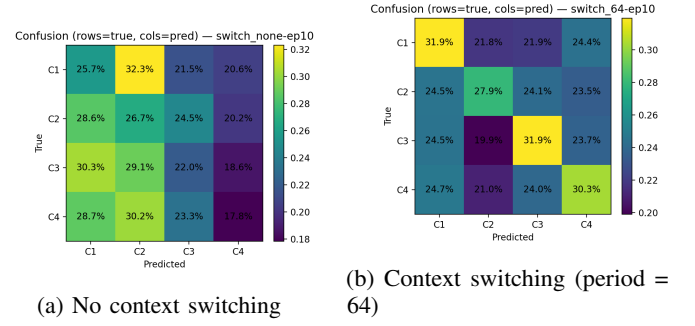 Confusion (rows=true, cols=pred) — switch_none-ep10
C1 25.7% 32.3% 21.5% 20.6%
C2 28.6% 26.7% 24.5% 20.2%
C3 30.3% 29.1% 22.0% 18.6%
C4 28.7% 30.2% 23.3% 17.8%
C1 C2 C3 C4
Predicted
True
0.32
0.30
0.28
0.26
0.24
0.22
0.20
0.18
(a) No context switching
Confusion (rows=true, cols=pred) — switch_64-ep10
C1 31.9% 21.8% 21.9% 24.4%
C2 24.5% 27.9% 24.1% 23.5%
C3 24.5% 19.9% 31.9% 23.7%
C4 24.7% 21.0% 24.0% 30.3%
C1 C2 C3 C4
Predicted
True
0.30
0.28
0.26
0.24
0.22
0.20
(b) Context switching (period =
64)